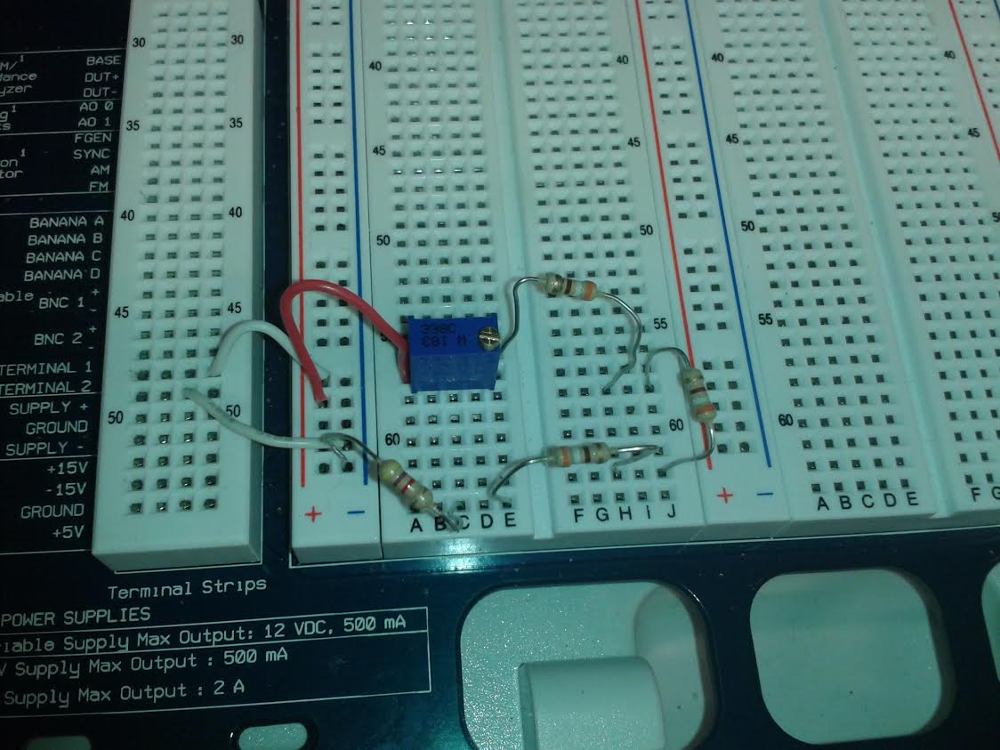 M/¹ BASE
dance DUT+
yzer DUT-
g¹ AO 0
ts AO 1
FGEN
on¹ SYNC
tor AM
FM
BANANA A
BANANA B
BANANA C
BANANA D
able BNC 1 +
-
BNC 2 +
-
TERMINAL 1
TERMINAL 2
SUPPLY +
GROUND
SUPPLY -
+15V
-15V
GROUND
+5V
30 30
35 35
40 40
45 45
50 50
40 40 40 40
45 45 45 45
50 50 50
55 55
60 60 60
+ -
A B C D E
F G H i J
+ -
A B C D E
F G
Terminal Strips
POWER SUPPLIES
riable Supply Max Output: 12 VDC, 500 mA
V Supply Max Output : 500 mA
Supply Max Output : 2 A